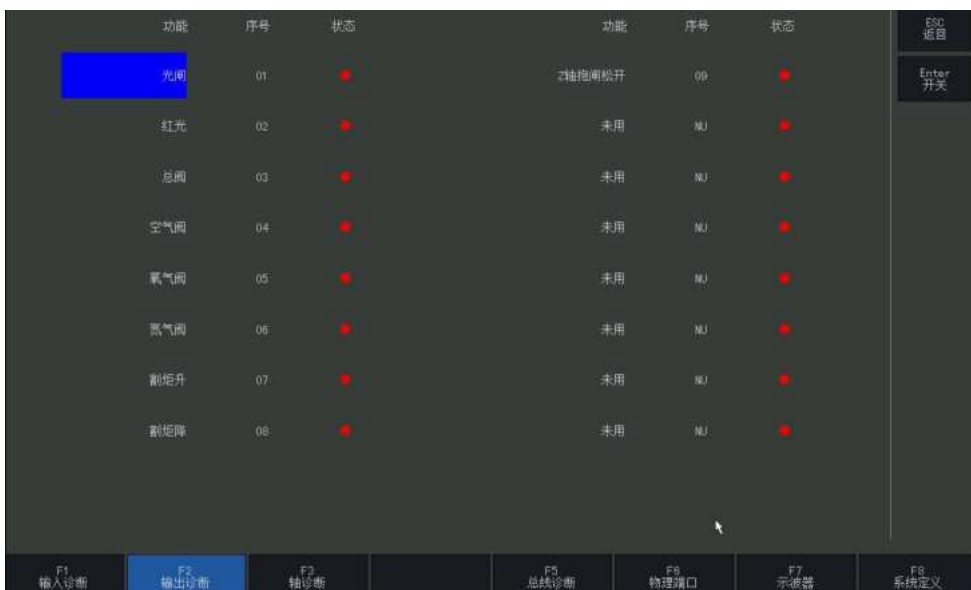 功能 序号 状态 功能 序号 状态
ESC
返回
光闸 01 Z轴抱闸松开 09
Enter
开关
红光 02 未用 NU
总阀 03 未用 NU
空气阀 04 未用 NU
氧气阀 05 未用 NU
氮气阀 06 未用 NU
割炬升 07 未用 NU
割炬降 08 未用 NU
F1
输入诊断
F2
输出诊断
F3
轴诊断
F5
总线诊断
F6
物理端口
F7
示波器
F8
系统定义